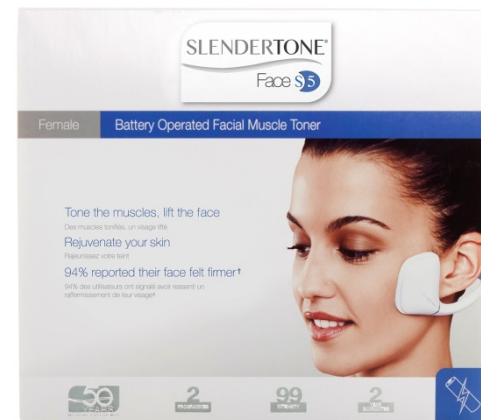 SLENDERTONE®
Face S5
Female
Battery Operated Facial Muscle Toner
Tone the muscles, lift the face
Des muscles tonifiés, un visage lifté
Rejuvenate your skin
Rajeunissez votre teint
94% reported their face felt firmer†
94% des utilisateurs ont signalé avoir ressenti un
raffermissement de leur visage†
50
YEARS
2
99
2